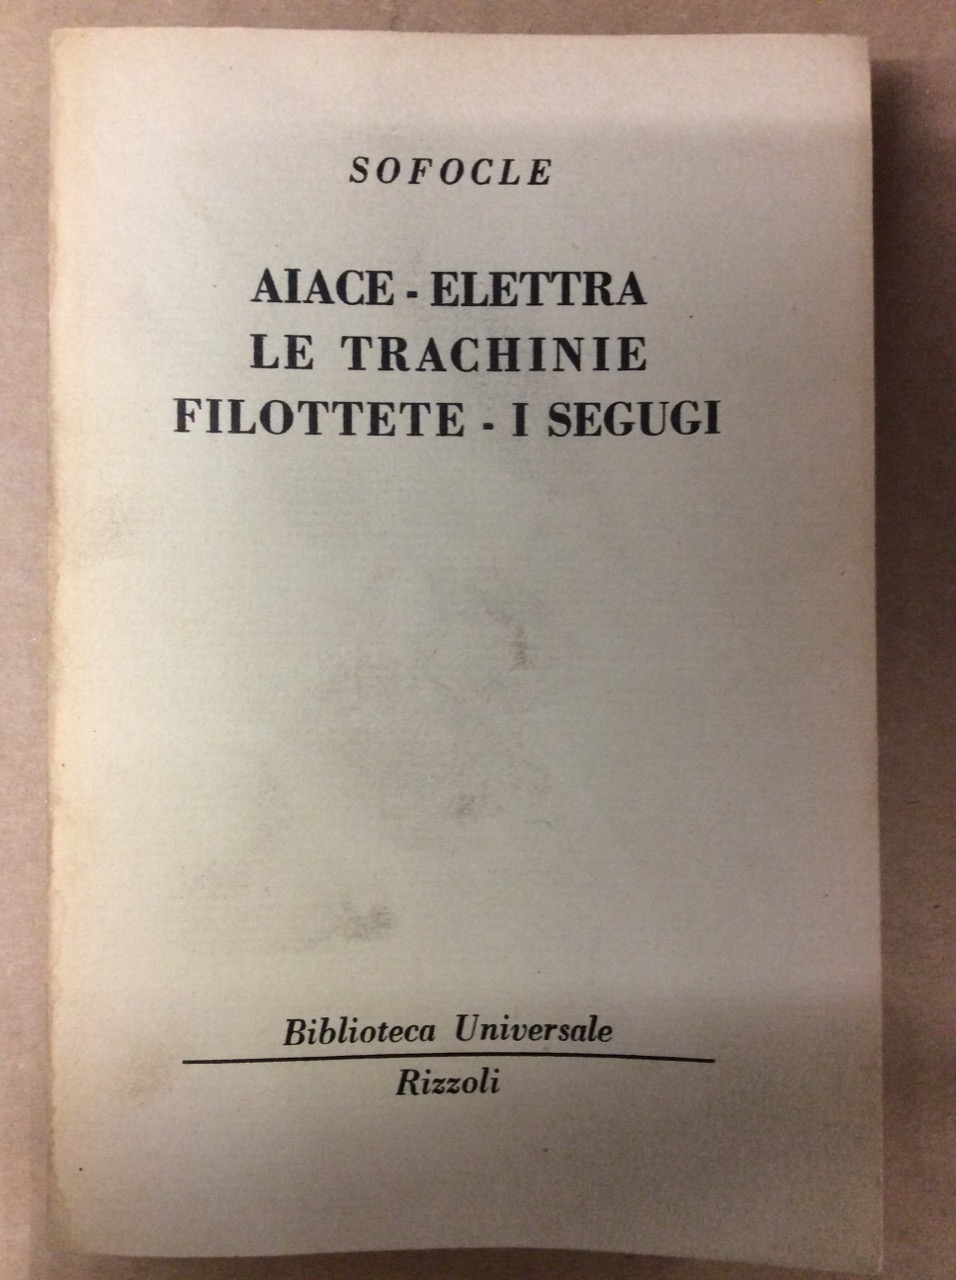 SOFOCLE
AIACE - ELETTRA
LE TRACHINIE
FILOTTETE - I SEGUGI
Biblioteca Universale
Rizzoli